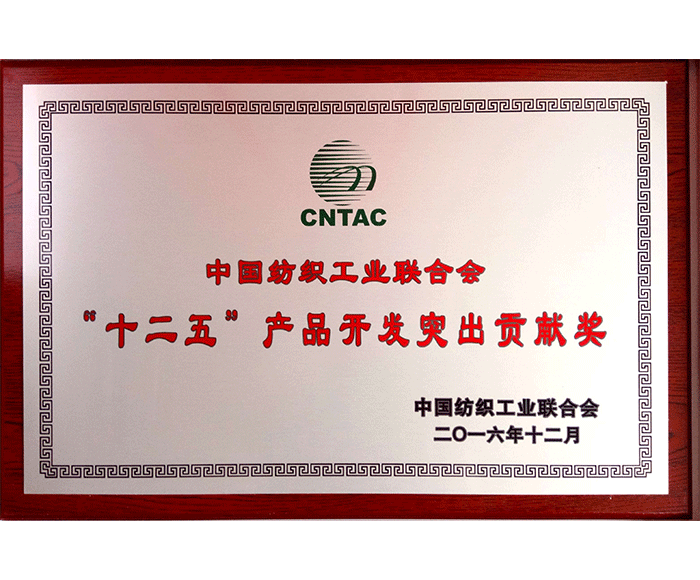 CNTAC
中国纺织工业联合会
“十二五”产品开发突出贡献奖
中国纺织工业联合会
二〇一六年十二月